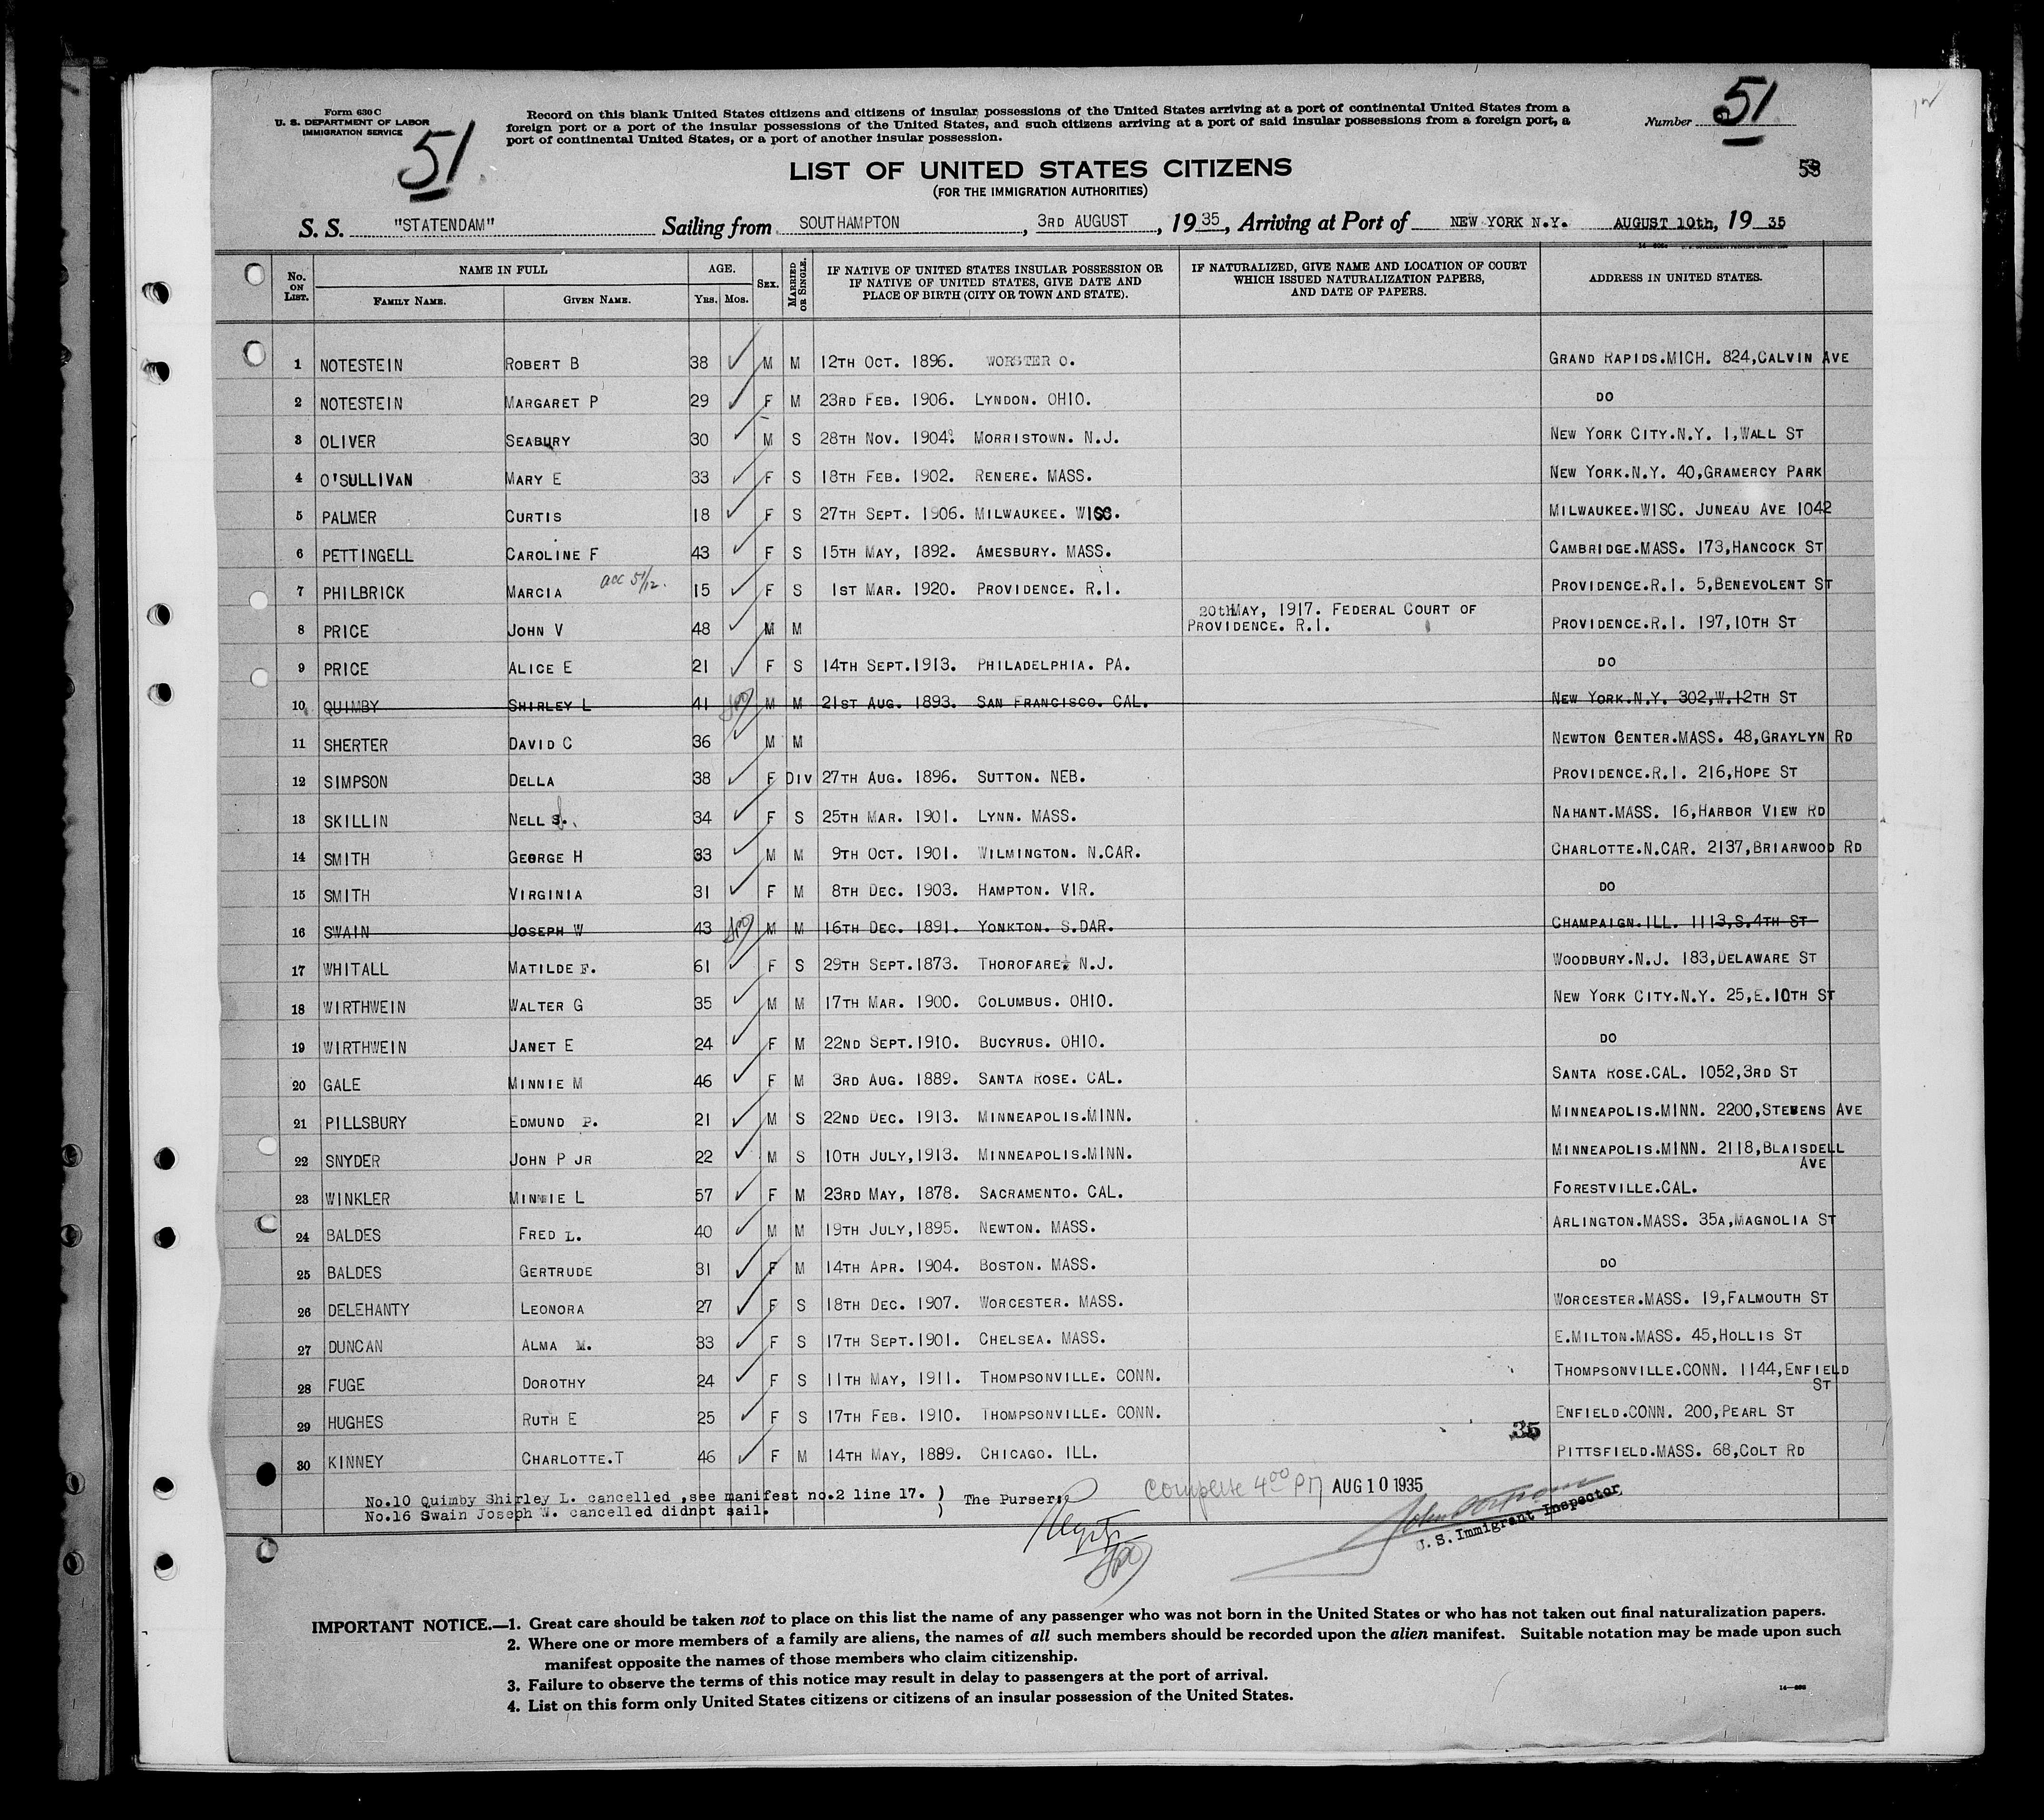 Form 630 C
U. S. DEPARTMENT OF LABOR
IMMIGRATION SERVICE
51
Record on this blank United States citizens and citizens of insular possessions of the United States arriving at a port of continental United States from a
foreign port or a port of the insular possessions of the United States, and such citizens arriving at a port of said insular possessions from a foreign port, a
port of continental United States, or a port of another insular possession.
Number 51
LIST OF UNITED STATES CITIZENS
(FOR THE IMMIGRATION AUTHORITIES)
S. S. "STATENDAM" Sailing from SOUTHAMPTON, 3RD AUGUST, 1935, Arriving at Port of NEW YORK N.Y. AUGUST 10th, 1935
No. ON LIST. NAME IN FULL FAMILY NAME. GIVEN NAME. AGE. YRS. MOS. SEX. MARRIED OR SINGLE. IF NATIVE OF UNITED STATES INSULAR POSSESSION OR IF NATIVE OF UNITED STATES, GIVE DATE AND PLACE OF BIRTH (CITY OR TOWN AND STATE). IF NATURALIZED, GIVE NAME AND LOCATION OF COURT WHICH ISSUED NATURALIZATION PAPERS, AND DATE OF PAPERS. ADDRESS IN UNITED STATES.
1 NOTESTEIN ROBERT B 38 M M 12TH OCT. 1896. WORSTER O. GRAND RAPIDS.MICH. 824,CALVIN AVE
2 NOTESTEIN MARGARET P 29 F M 23RD FEB. 1906. LYNDON. OHIO. DO
3 OLIVER SEABURY 30 M S 28TH NOV. 1904. MORRISTOWN. N.J. NEW YORK CITY.N.Y. 1,WALL ST
4 O'SULLIVAN MARY E 33 F S 18TH FEB. 1902. RENERE. MASS. NEW YORK.N.Y. 40,GRAMERCY PARK
5 PALMER CURTIS 18 F S 27TH SEPT. 1906. MILWAUKEE. WISC. MILWAUKEE.WISC. JUNEAU AVE 1042
6 PETTINGELL CAROLINE F 43 F S 15TH MAY, 1892. AMESBURY. MASS. CAMBRIDGE.MASS. 173,HANCOCK ST
7 PHILBRICK MARCIA acc 51/12. 15 F S 1ST MAR. 1920. PROVIDENCE. R.I. PROVIDENCE.R.I. 5,BENEVOLENT ST
8 PRICE JOHN V 48 M M 20thMAY, 1917. FEDERAL COURT OF PROVIDENCE. R.I. PROVIDENCE.R.I. 197,10TH ST
9 PRICE ALICE E 21 F S 14TH SEPT.1913. PHILADELPHIA. PA. DO
10 QUIMBY SHIRLEY L 41 M M 21ST AUG. 1893. SAN FRANCISCO. CAL. NEW YORK.N.Y. 302,W.12TH ST
11 SHERTER DAVID C 36 M M NEWTON CENTER.MASS. 48,GRAYLYN RD
12 SIMPSON DELLA 38 F DIV 27TH AUG. 1896. SUTTON. NEB. PROVIDENCE.R.I. 216,HOPE ST
13 SKILLIN NELL S. 34 F S 25TH MAR. 1901. LYNN. MASS. NAHANT.MASS. 16,HARBOR VIEW RD
14 SMITH GEORGE H 33 M M 9TH OCT. 1901. WILMINGTON. N.CAR. CHARLOTTE.N.CAR. 2137,BRIARWOOD RD
15 SMITH VIRGINIA 31 F M 8TH DEC. 1903. HAMPTON. VIR. DO
16 SWAIN JOSEPH W 43 M M 16TH DEC. 1891. YONKTON. S.DAR. CHAMPAIGN.ILL. 1113,S.4TH ST
17 WHITALL MATILDE F. 61 F S 29TH SEPT.1873. THOROFARE. N.J. WOODBURY.N.J. 183,DELAWARE ST
18 WIRTHWEIN WALTER G 35 M M 17TH MAR. 1900. COLUMBUS. OHIO. NEW YORK CITY.N.Y. 25,E.10TH ST
19 WIRTHWEIN JANET E 24 F M 22ND SEPT.1910. BUCYRUS. OHIO. DO
20 GALE MINNIE M 46 F M 3RD AUG. 1889. SANTA ROSE. CAL. SANTA ROSE.CAL. 1052,3RD ST
21 PILLSBURY EDMUND P. 21 M S 22ND DEC. 1913. MINNEAPOLIS.MINN. MINNEAPOLIS.MINN. 2200,STEVENS AVE
22 SNYDER JOHN P JR 22 M S 10TH JULY,1913. MINNEAPOLIS.MINN. MINNEAPOLIS.MINN. 2118,BLAISDELL AVE
23 WINKLER MINNIE L 57 F M 23RD MAY, 1878. SACRAMENTO. CAL. FORESTVILLE.CAL.
24 BALDES FRED L. 40 M M 19TH JULY,1895. NEWTON. MASS. ARLINGTON.MASS. 35A,MAGNOLIA ST
25 BALDES GERTRUDE 31 F M 14TH APR. 1904. BOSTON. MASS. DO
26 DELEHANTY LEONORA 27 F S 18TH DEC. 1907. WORCESTER. MASS. WORCESTER.MASS. 19,FALMOUTH ST
27 DUNCAN ALMA M. 33 F S 17TH SEPT.1901. CHELSEA. MASS. E.MILTON.MASS. 45,HOLLIS ST
28 FUGE DOROTHY 24 F S 11TH MAY, 1911. THOMPSONVILLE. CONN. THOMPSONVILLE.CONN. 1144,ENFIELD ST
29 HUGHES RUTH E 25 F S 17TH FEB. 1910. THOMPSONVILLE. CONN. ENFIELD.CONN. 200,PEARL ST
30 KINNEY CHARLOTTE.T 46 F M 14TH MAY, 1889. CHICAGO. ILL. 35 PITTSFIELD.MASS. 68,COLT RD
No.10 Quimby Shirley L. cancelled ,see manifest no.2 line 17. )
No.16 Swain Joseph W. cancelled didnot sail. )
The Purser:
Complete 4 00 PM AUG 10 1935
U. S. Immigrant Inspector
IMPORTANT NOTICE.—1. Great care should be taken not to place on this list the name of any passenger who was not born in the United States or who has not taken out final naturalization papers.
2. Where one or more members of a family are aliens, the names of all such members should be recorded upon the alien manifest. Suitable notation may be made upon such
manifest opposite the names of those members who claim citizenship.
3. Failure to observe the terms of this notice may result in delay to passengers at the port of arrival.
4. List on this form only United States citizens or citizens of an insular possession of the United States.